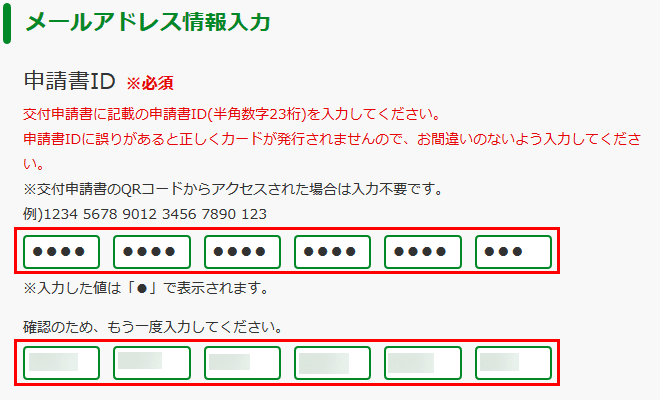 メールアドレス情報入力
申請書ID ※必須
交付申請書に記載の申請書ID(半角数字23桁)を入力してください。
申請書IDに誤りがあると正しくカードが発行されませんので、お間違いのないよう入力してくださ
い。
※交付申請書のQRコードからアクセスされた場合は入力不要です。
例)1234 5678 9012 3456 7890 123
●●●● ●●●● ●●●● ●●●● ●●●● ●●●
※入力した値は「●」で表示されます。
確認のため、もう一度入力してください。